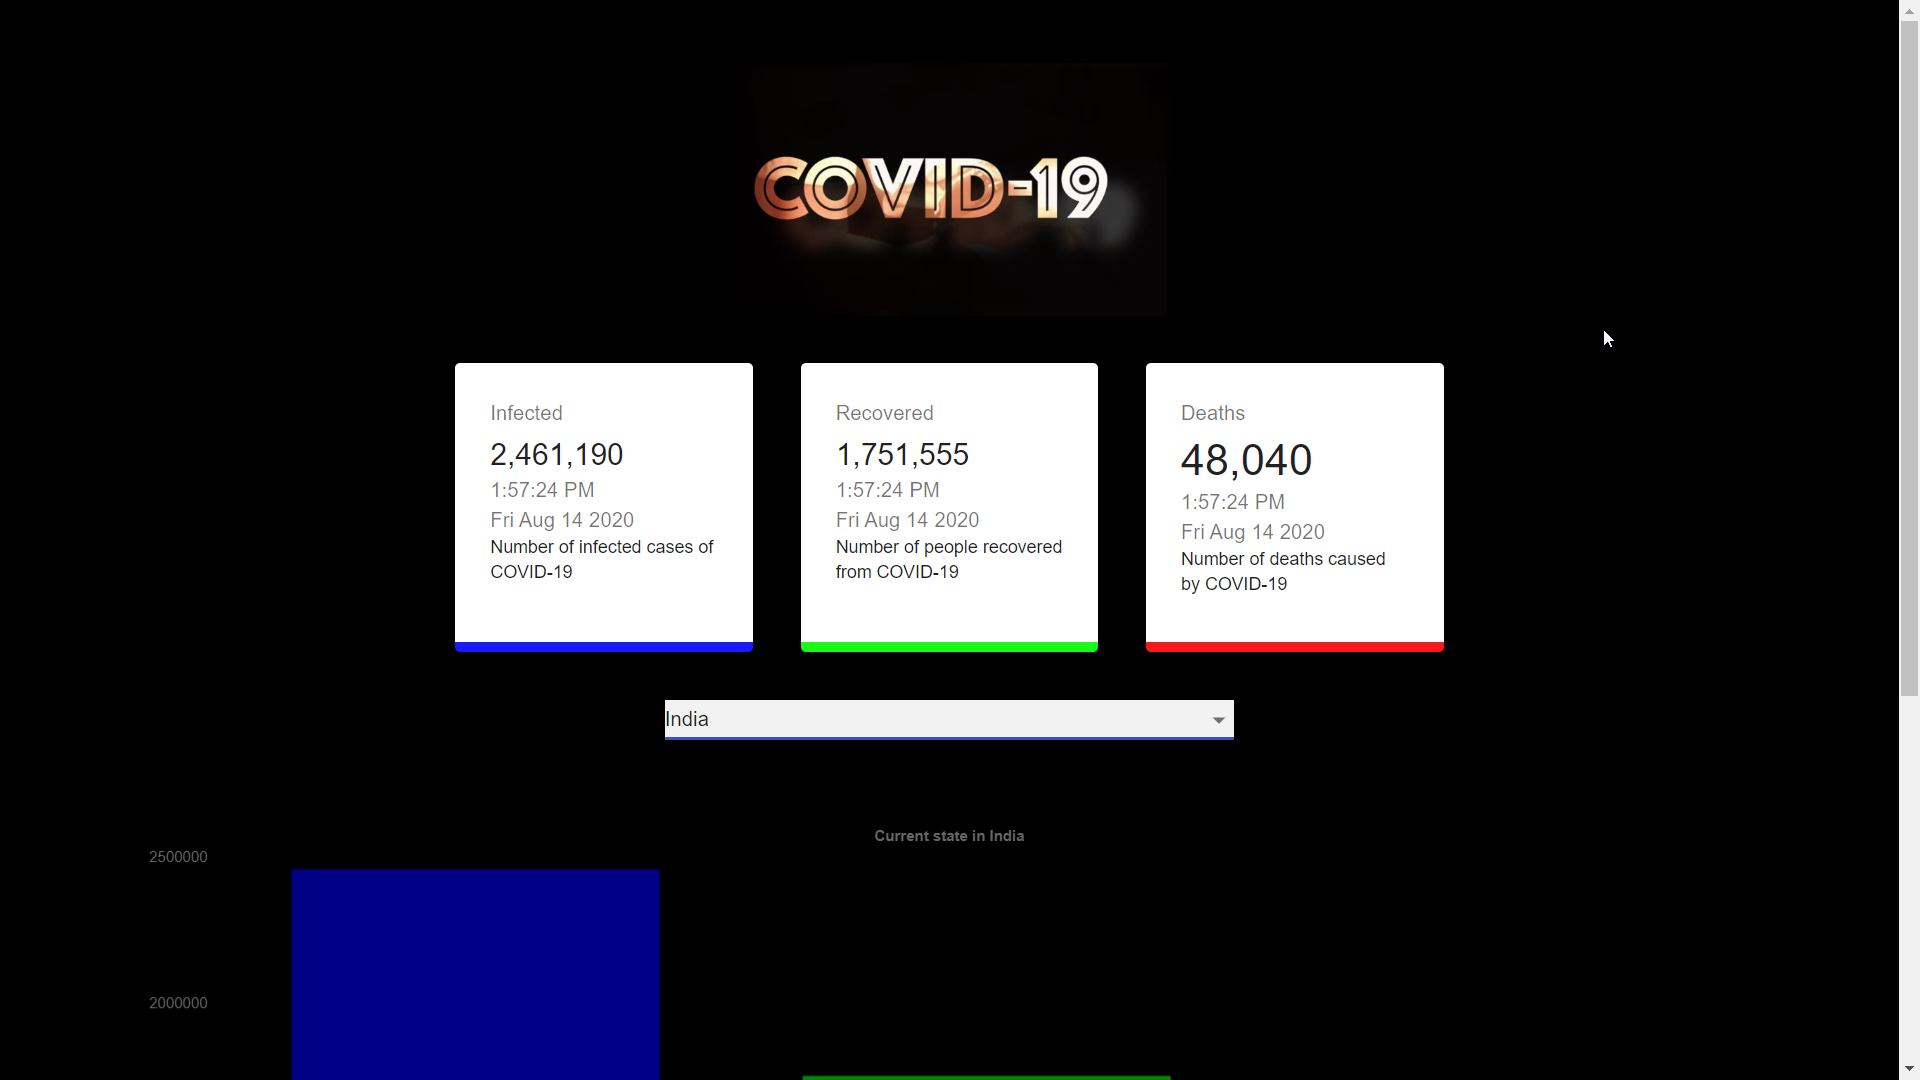 COVID-19
Infected
2,461,190
1:57:24 PM
Fri Aug 14 2020
Number of infected cases of
COVID-19
Recovered
1,751,555
1:57:24 PM
Fri Aug 14 2020
Number of people recovered
from COVID-19
Deaths
48,040
1:57:24 PM
Fri Aug 14 2020
Number of deaths caused
by COVID-19
India
Current state in India
2500000
2000000